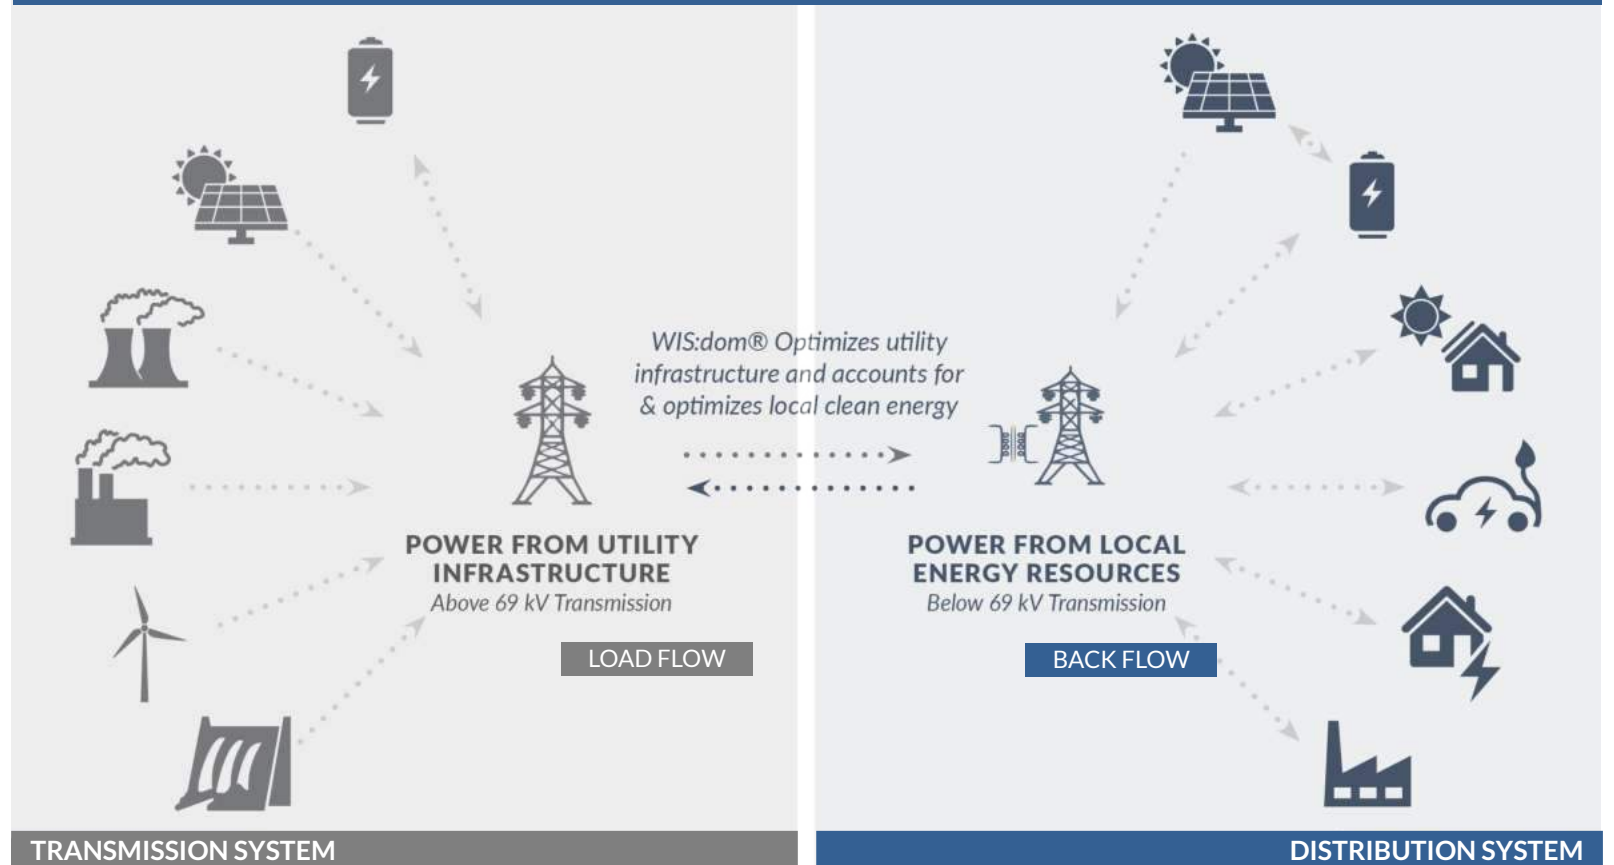 WIS:dom® Optimizes utility
infrastructure and accounts for
& optimizes local clean energy
POWER FROM UTILITY
INFRASTRUCTURE
Above 69 kV Transmission
LOAD FLOW
POWER FROM LOCAL
ENERGY RESOURCES
Below 69 kV Transmission
BACK FLOW
TRANSMISSION SYSTEM
DISTRIBUTION SYSTEM